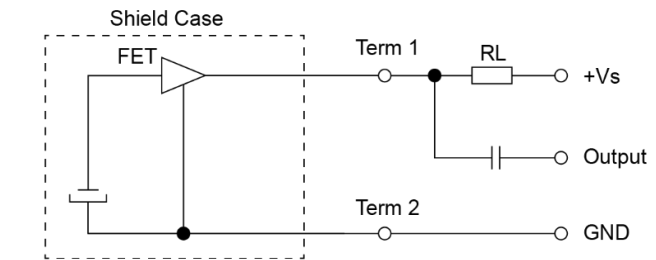 Shield Case
FET
Term 1
RL
+Vs
Output
Term 2
GND